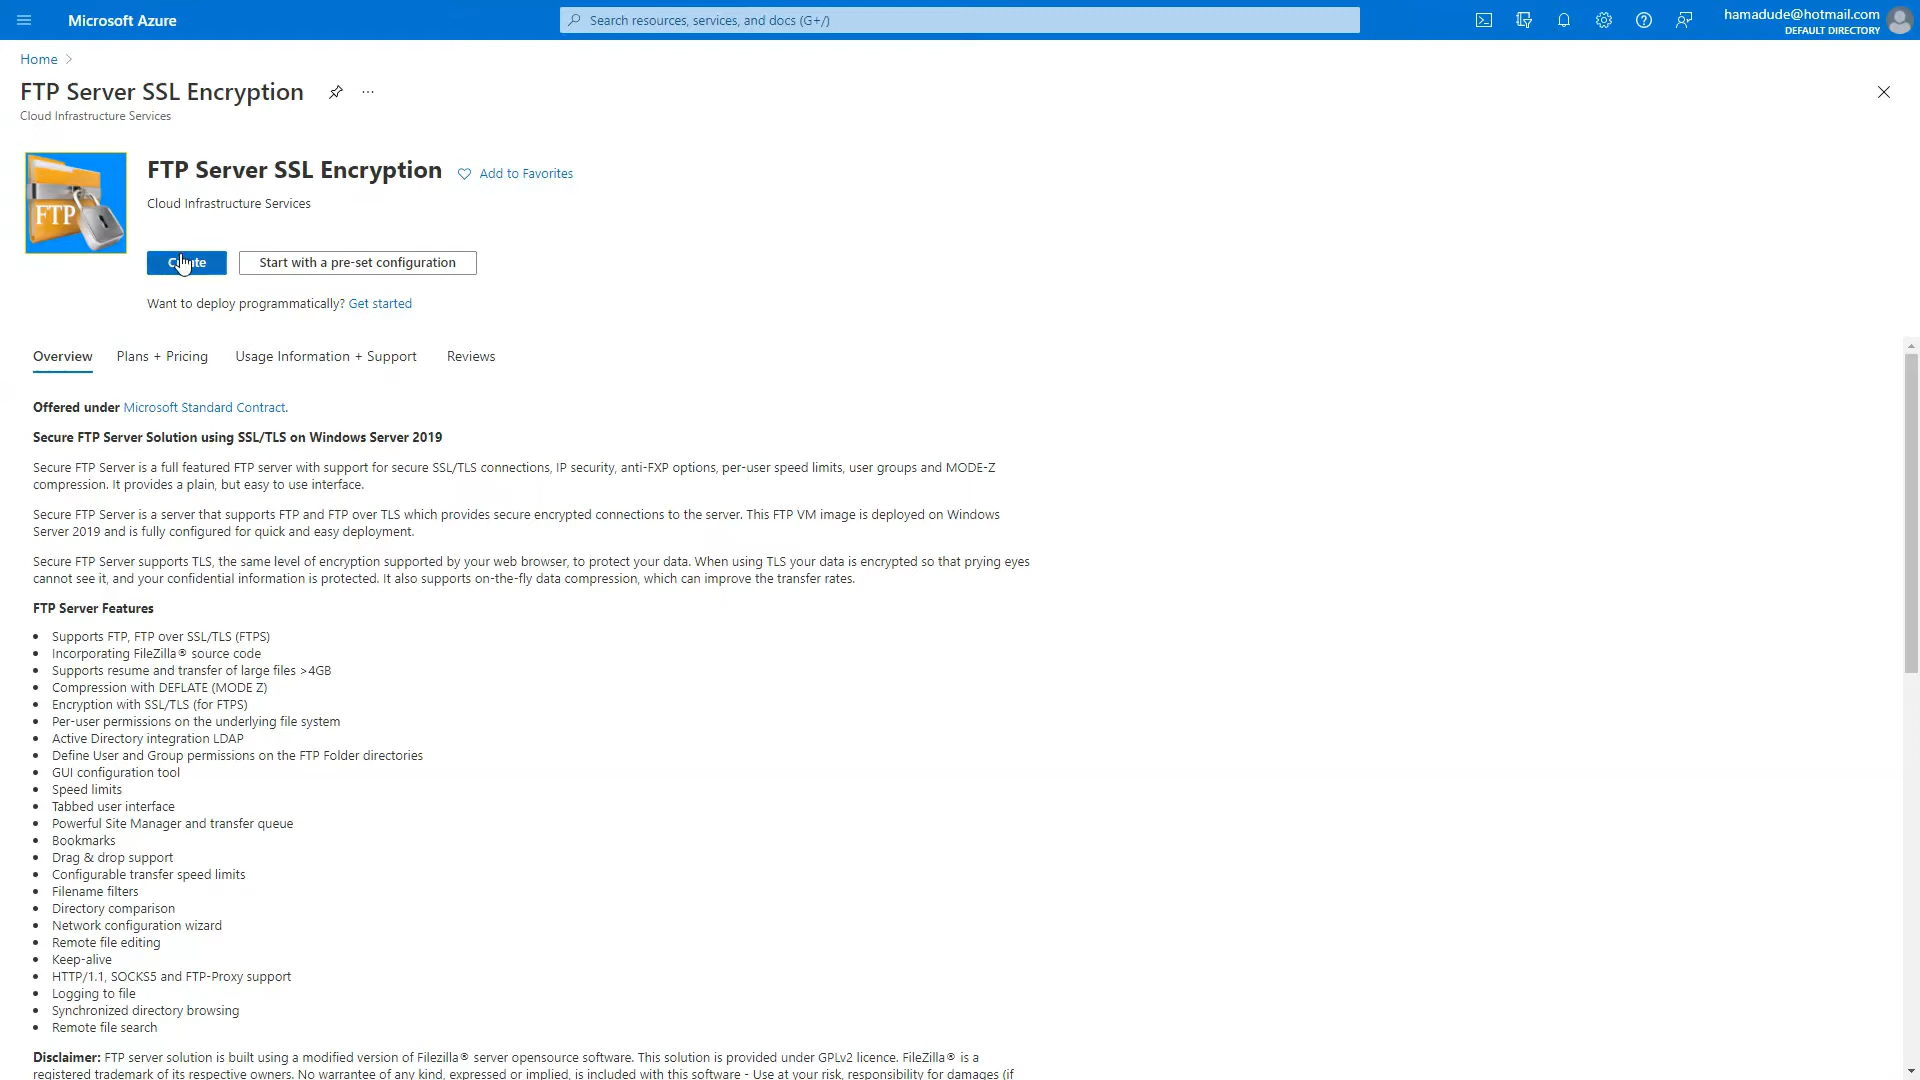 Microsoft Azure
Search resources, services, and docs (G+/)
hamadude@hotmail.com
DEFAULT DIRECTORY
Home
FTP Server SSL Encryption
Cloud Infrastructure Services
FTP
FTP Server SSL Encryption
Add to Favorites
Cloud Infrastructure Services
Start with a pre-set configuration
Want to deploy programmatically? Get started
Overview Plans + Pricing Usage Information + Support Reviews
Offered under Microsoft Standard Contract.
Secure FTP Server Solution using SSL/TLS on Windows Server 2019
Secure FTP Server is a full featured FTP server with support for secure SSL/TLS connections, IP security, anti-FXP options, per-user speed limits, user groups and MODE-Z
compression. It provides a plain, but easy to use interface.
Secure FTP Server is a server that supports FTP and FTP over TLS which provides secure encrypted connections to the server. This FTP VM image is deployed on Windows
Server 2019 and is fully configured for quick and easy deployment.
Secure FTP Server supports TLS, the same level of encryption supported by your web browser, to protect your data. When using TLS your data is encrypted so that prying eyes
cannot see it, and your confidential information is protected. It also supports on-the-fly data compression, which can improve the transfer rates.
FTP Server Features
• Supports FTP, FTP over SSL/TLS (FTPS)
• Incorporating FileZilla® source code
• Supports resume and transfer of large files >4GB
• Compression with DEFLATE (MODE Z)
• Encryption with SSL/TLS (for FTPS)
• Per-user permissions on the underlying file system
• Active Directory integration LDAP
• Define User and Group permissions on the FTP Folder directories
• GUI configuration tool
• Speed limits
• Tabbed user interface
• Powerful Site Manager and transfer queue
• Bookmarks
• Drag & drop support
• Configurable transfer speed limits
• Filename filters
• Directory comparison
• Network configuration wizard
• Remote file editing
• Keep-alive
• HTTP/1.1, SOCKS5 and FTP-Proxy support
• Logging to file
• Synchronized directory browsing
• Remote file search
Disclaimer: FTP server solution is built using a modified version of Filezilla® server opensource software. This solution is provided under GPLv2 licence. FileZilla® is a
registered trademark of its respective owners. No warrantee of any kind, expressed or implied, is included with this software - Use at your risk, responsibility for damages (if